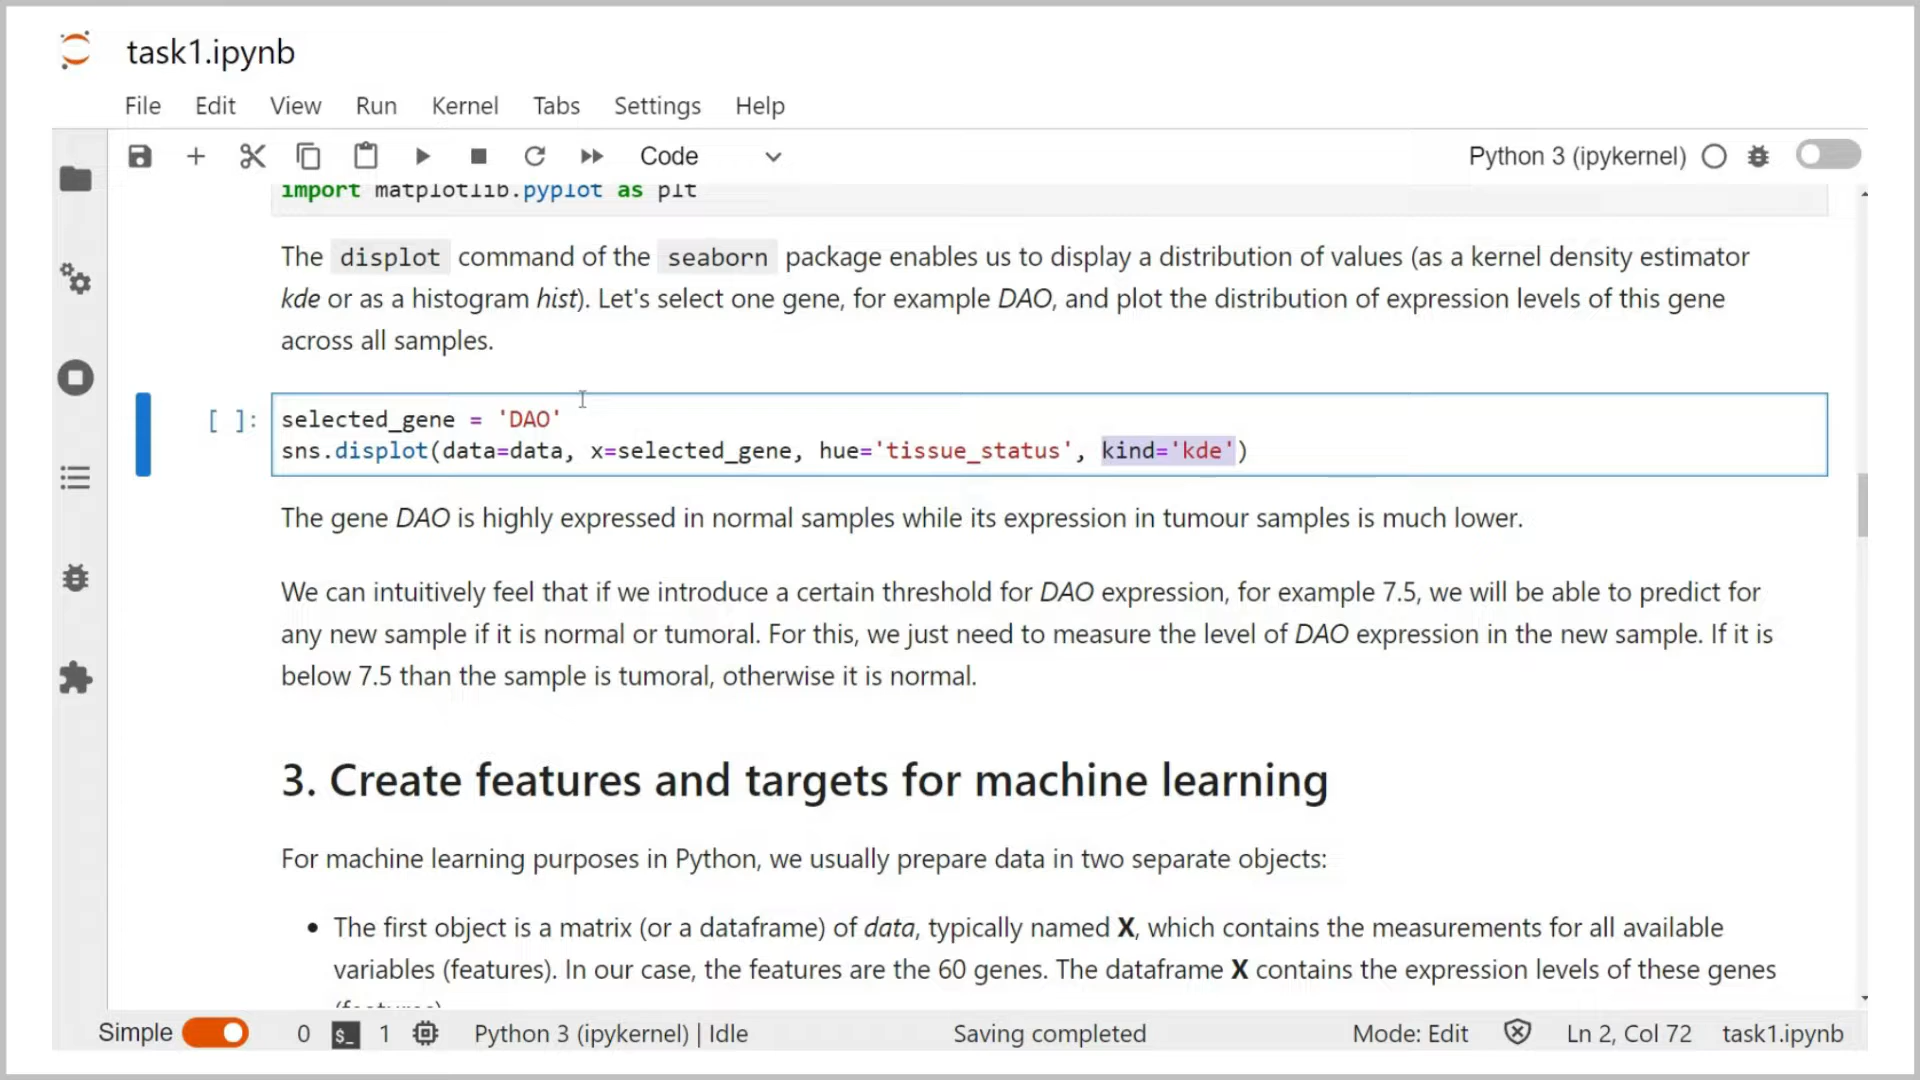 task1.ipynb
File Edit View Run Kernel Tabs Settings Help
Code
Python 3 (ipykernel)
import matplotlib.pyplot as plt
The displot command of the seaborn package enables us to display a distribution of values (as a kernel density estimator
kde or as a histogram hist). Let's select one gene, for example DAO, and plot the distribution of expression levels of this gene
across all samples.
[ ]: selected_gene = 'DAO'
sns.displot(data=data, x=selected_gene, hue='tissue_status', kind='kde')
The gene DAO is highly expressed in normal samples while its expression in tumour samples is much lower.
We can intuitively feel that if we introduce a certain threshold for DAO expression, for example 7.5, we will be able to predict for
any new sample if it is normal or tumoral. For this, we just need to measure the level of DAO expression in the new sample. If it is
below 7.5 than the sample is tumoral, otherwise it is normal.
3. Create features and targets for machine learning
For machine learning purposes in Python, we usually prepare data in two separate objects:
• The first object is a matrix (or a dataframe) of data, typically named X, which contains the measurements for all available
variables (features). In our case, the features are the 60 genes. The dataframe X contains the expression levels of these genes
(features)
Simple 0 $_ 1 Python 3 (ipykernel) | Idle Saving completed Mode: Edit Ln 2, Col 72 task1.ipynb